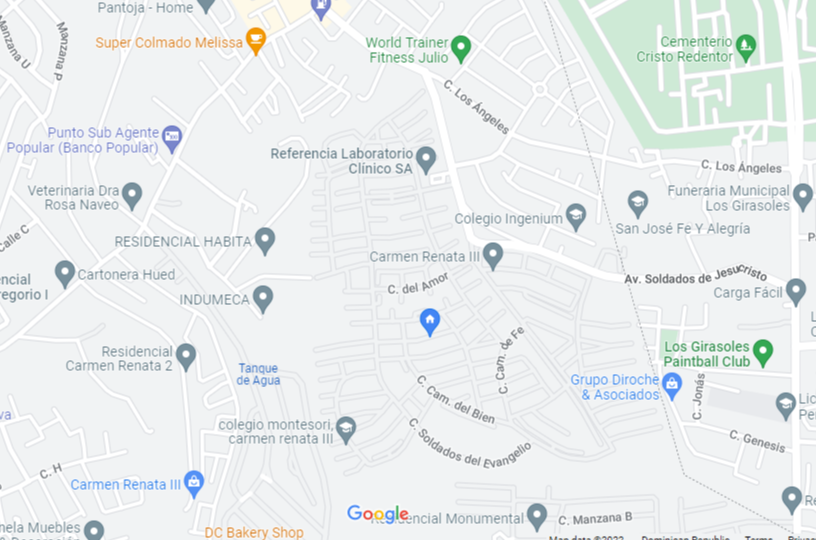 Pantoja - Home
Manzana U
Manzana P
Super Colmado Melissa
World Trainer
Fitness Julio
Cementerio
Cristo Redentor
C. Los Ángeles
Punto Sub Agente
Popular (Banco Popular)
Referencia Laboratorio
Clínico SA
C. Los Ángeles
Veterinaria Dra
Rosa Naveo
Funeraria Municipal
Los Girasoles
Colegio Ingenium
San José Fe Y Alegría
Calle C
RESIDENCIAL HABITA
Carmen Renata III
Cartonera Hued
Av. Soldados de Jesucristo
C. del Amor
INDUMECA
Carga Fácil
Residencial
Carmen Renata 2
Los Girasoles
Paintball Club
C. Cam. de Fe
Tanque
de Agua
Grupo Diroche
& Asociados
C. Jonás
C. Cam. del Bien
colegio montesori,
carmen renata III
C. Soldados del Evangelio
C. Genesis
C. H
Carmen Renata III
Google
Residencial Monumental
C. Manzana B
DC Bakery Shop
Muebles